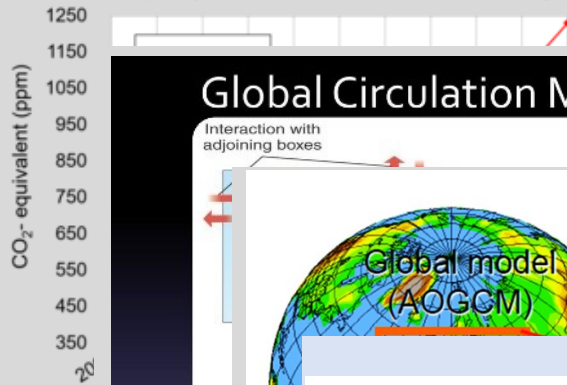 1250
1150
1050
950
850
750
650
550
450
350
CO₂- equivalent (ppm)
20
Global Circulation M
Interaction with
adjoining boxes
Global model
(AOGCM)